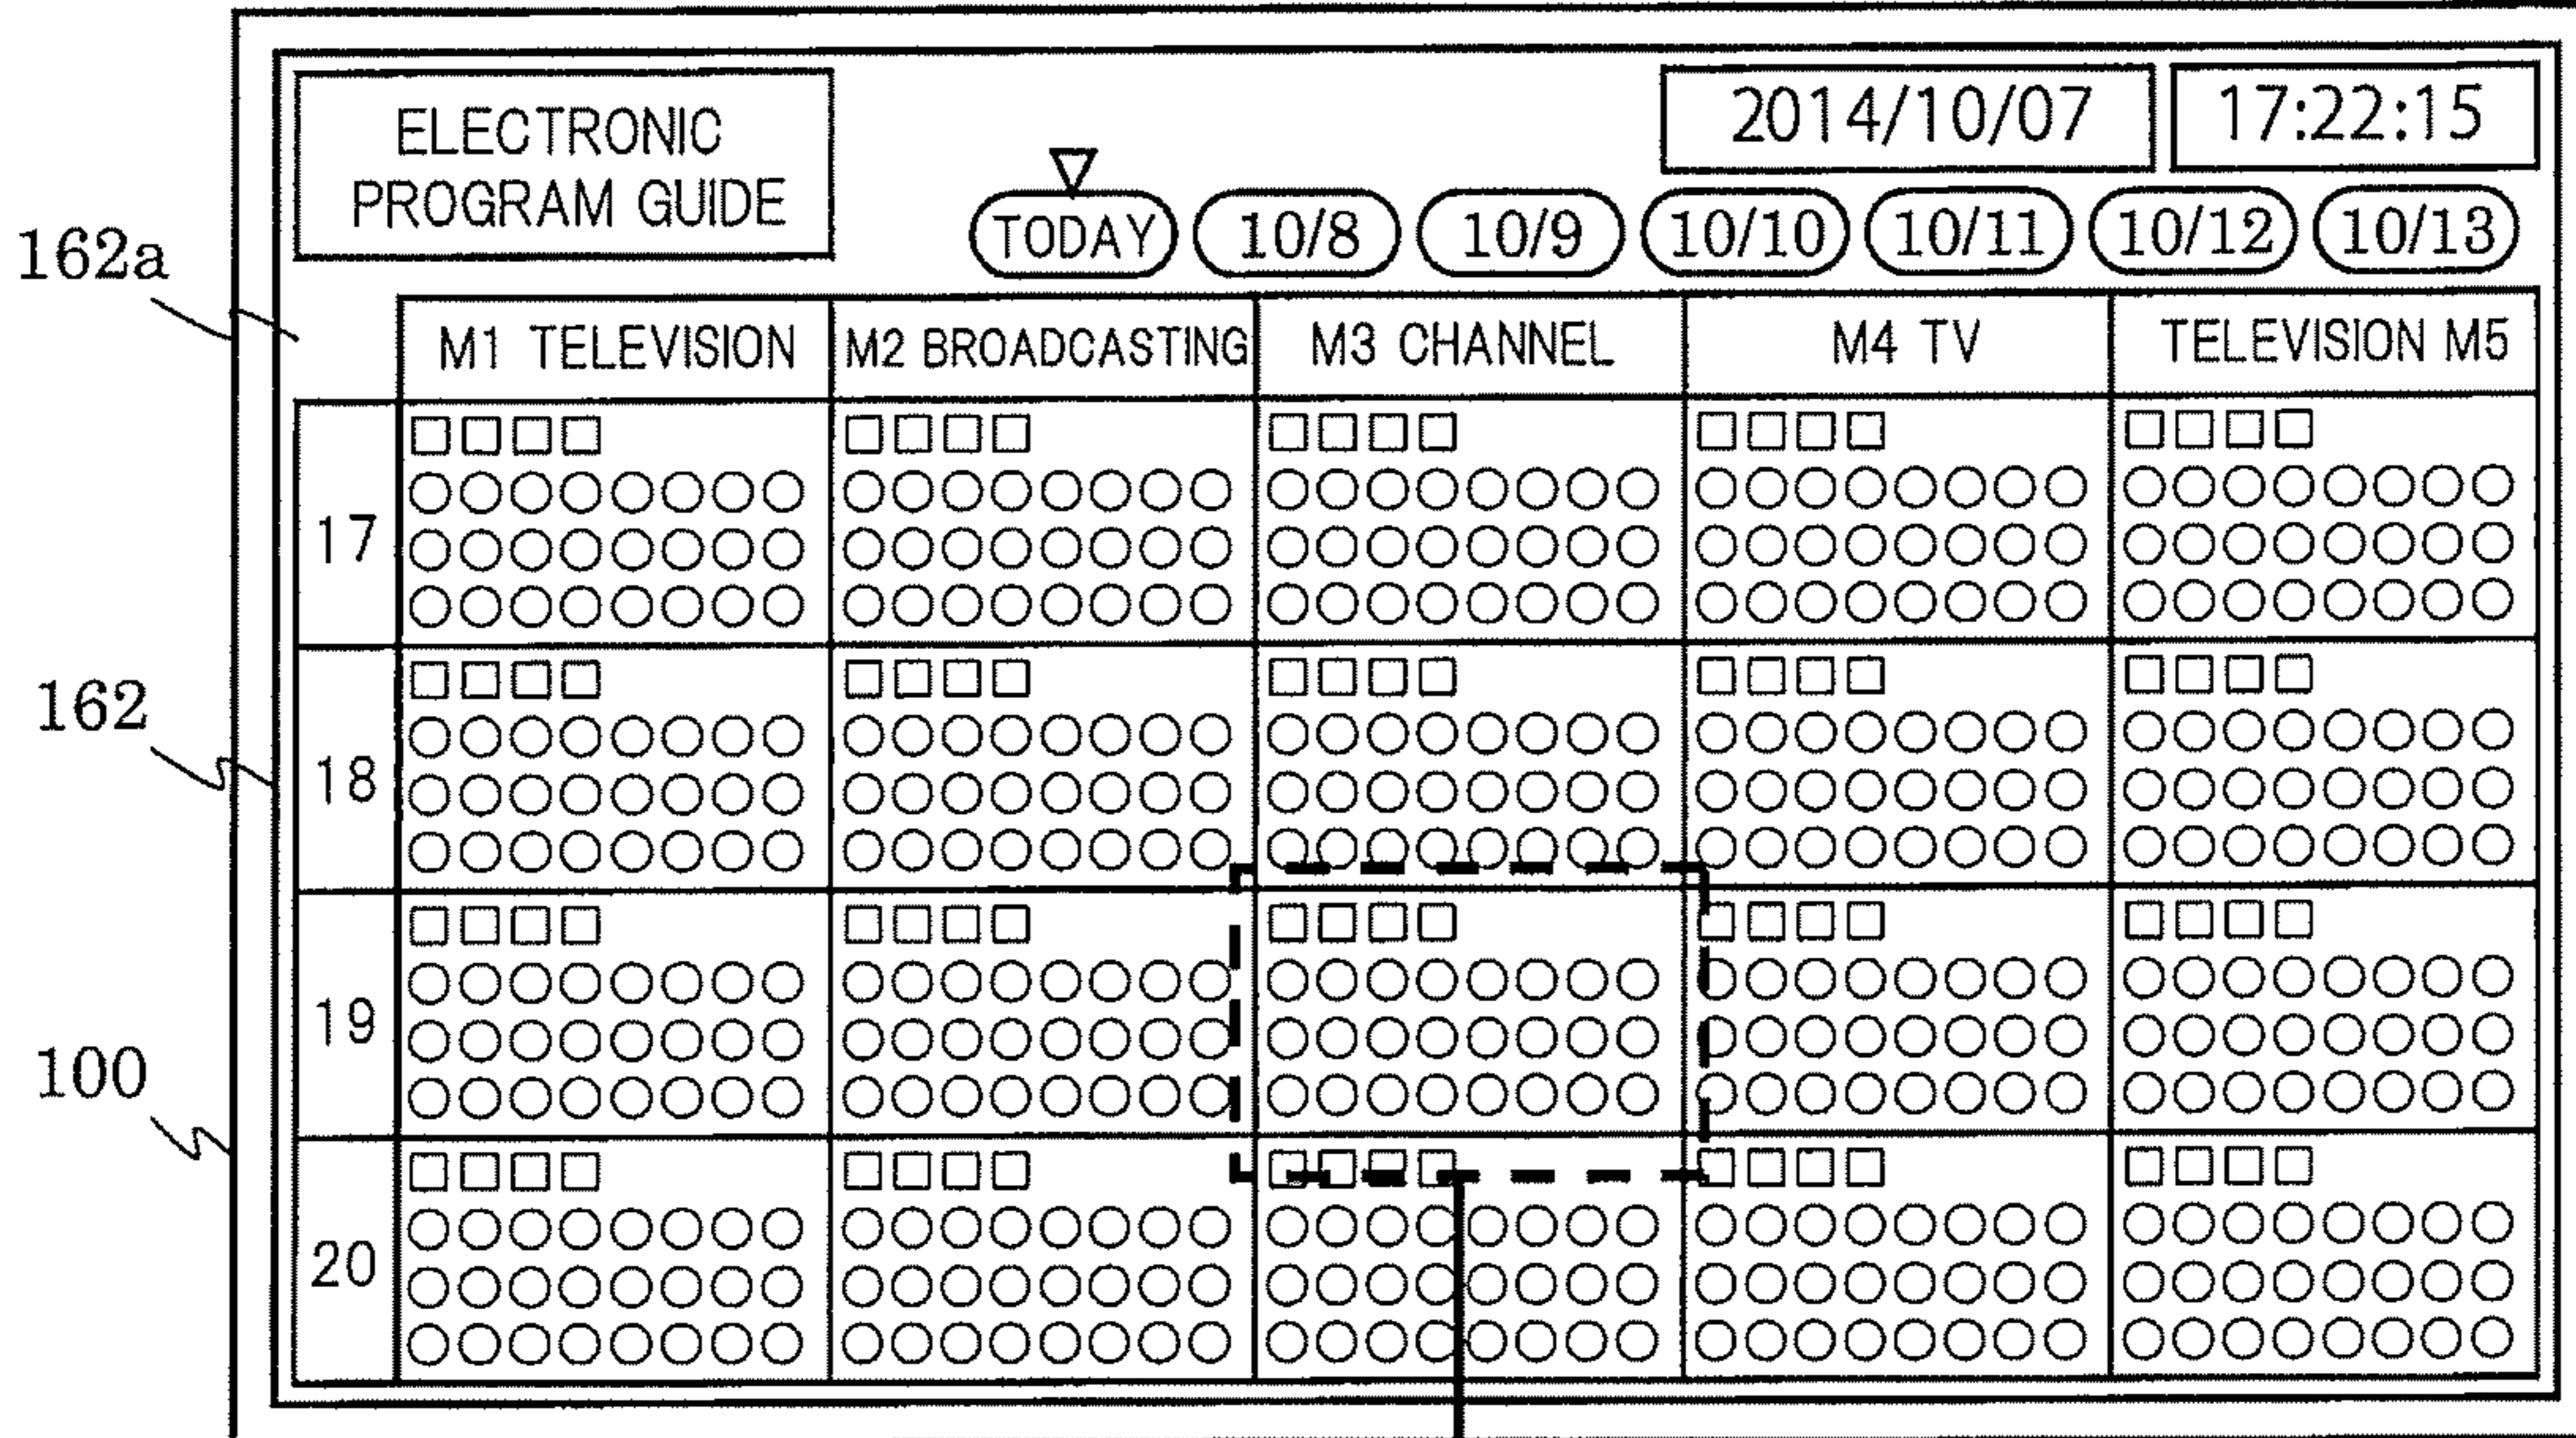 ELECTRONIC
PROGRAM GUIDE
2014/10/07 17:22:15
TODAY 10/8 10/9 10/10 10/11 10/12 10/13
162a
M1 TELEVISION M2 BROADCASTING M3 CHANNEL M4 TV TELEVISION M5
□□□□ □□□□ □□□□ □□□□ □□□□
○○○○○○○○ ○○○○○○○○ ○○○○○○○○ ○○○○○○○○ ○○○○○○○○
17 ○○○○○○○○ ○○○○○○○○ ○○○○○○○○ ○○○○○○○○ ○○○○○○○○
○○○○○○○○ ○○○○○○○○ ○○○○○○○○ ○○○○○○○○ ○○○○○○○○
162
□□□□ □□□□ □□□□ □□□□ □□□□
○○○○○○○○ ○○○○○○○○ ○○○○○○○○ ○○○○○○○○ ○○○○○○○○
18 ○○○○○○○○ ○○○○○○○○ ○○○○○○○○ ○○○○○○○○ ○○○○○○○○
○○○○○○○○ ○○○○○○○○ ○○○○○○○○ ○○○○○○○○ ○○○○○○○○
□□□□ □□□□ □□□□ □□□□ □□□□
○○○○○○○○ ○○○○○○○○ ○○○○○○○○ ○○○○○○○○ ○○○○○○○○
19 ○○○○○○○○ ○○○○○○○○ ○○○○○○○○ ○○○○○○○○ ○○○○○○○○
○○○○○○○○ ○○○○○○○○ ○○○○○○○○ ○○○○○○○○ ○○○○○○○○
100
□□□□ □□□□ □□□□ □□□□ □□□□
○○○○○○○○ ○○○○○○○○ ○○○○○○○○ ○○○○○○○○ ○○○○○○○○
20 ○○○○○○○○ ○○○○○○○○ ○○○○○○○○ ○○○○○○○○ ○○○○○○○○
○○○○○○○○ ○○○○○○○○ ○○○○○○○○ ○○○○○○○○ ○○○○○○○○